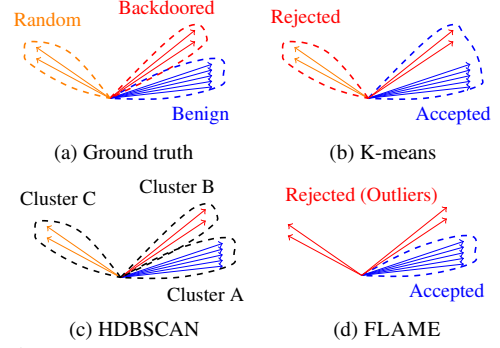 Random
Backdoored
Benign
(a) Ground truth
Rejected
Accepted
(b) K-means
Cluster C
Cluster B
Cluster A
(c) HDBSCAN
Rejected (Outliers)
Accepted
(d) FLAME